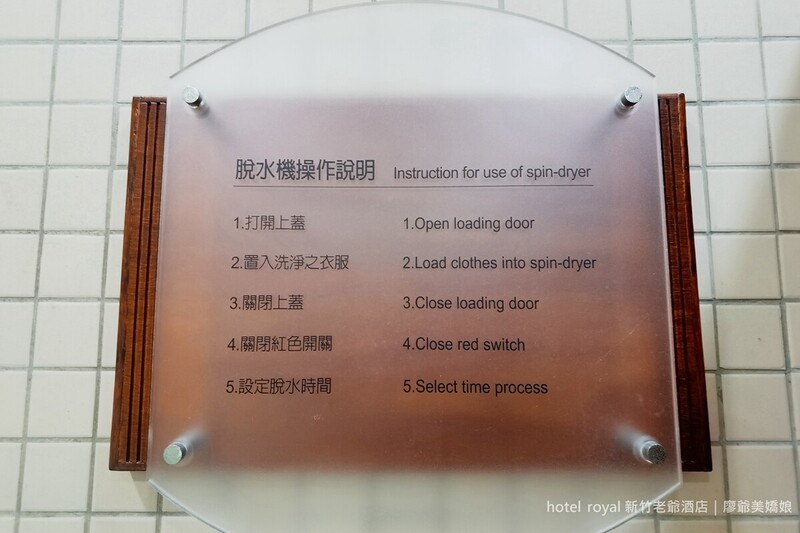 脫水機操作說明 Instruction for use of spin-dryer
1.打開上蓋 1.Open loading door
2.置入洗淨之衣服 2.Load clothes into spin-dryer
3.關閉上蓋 3.Close loading door
4.關閉紅色開關 4.Close red switch
5.設定脫水時間 5.Select time process
hotel royal 新竹老爺酒店 | 廖爺美嬌娘